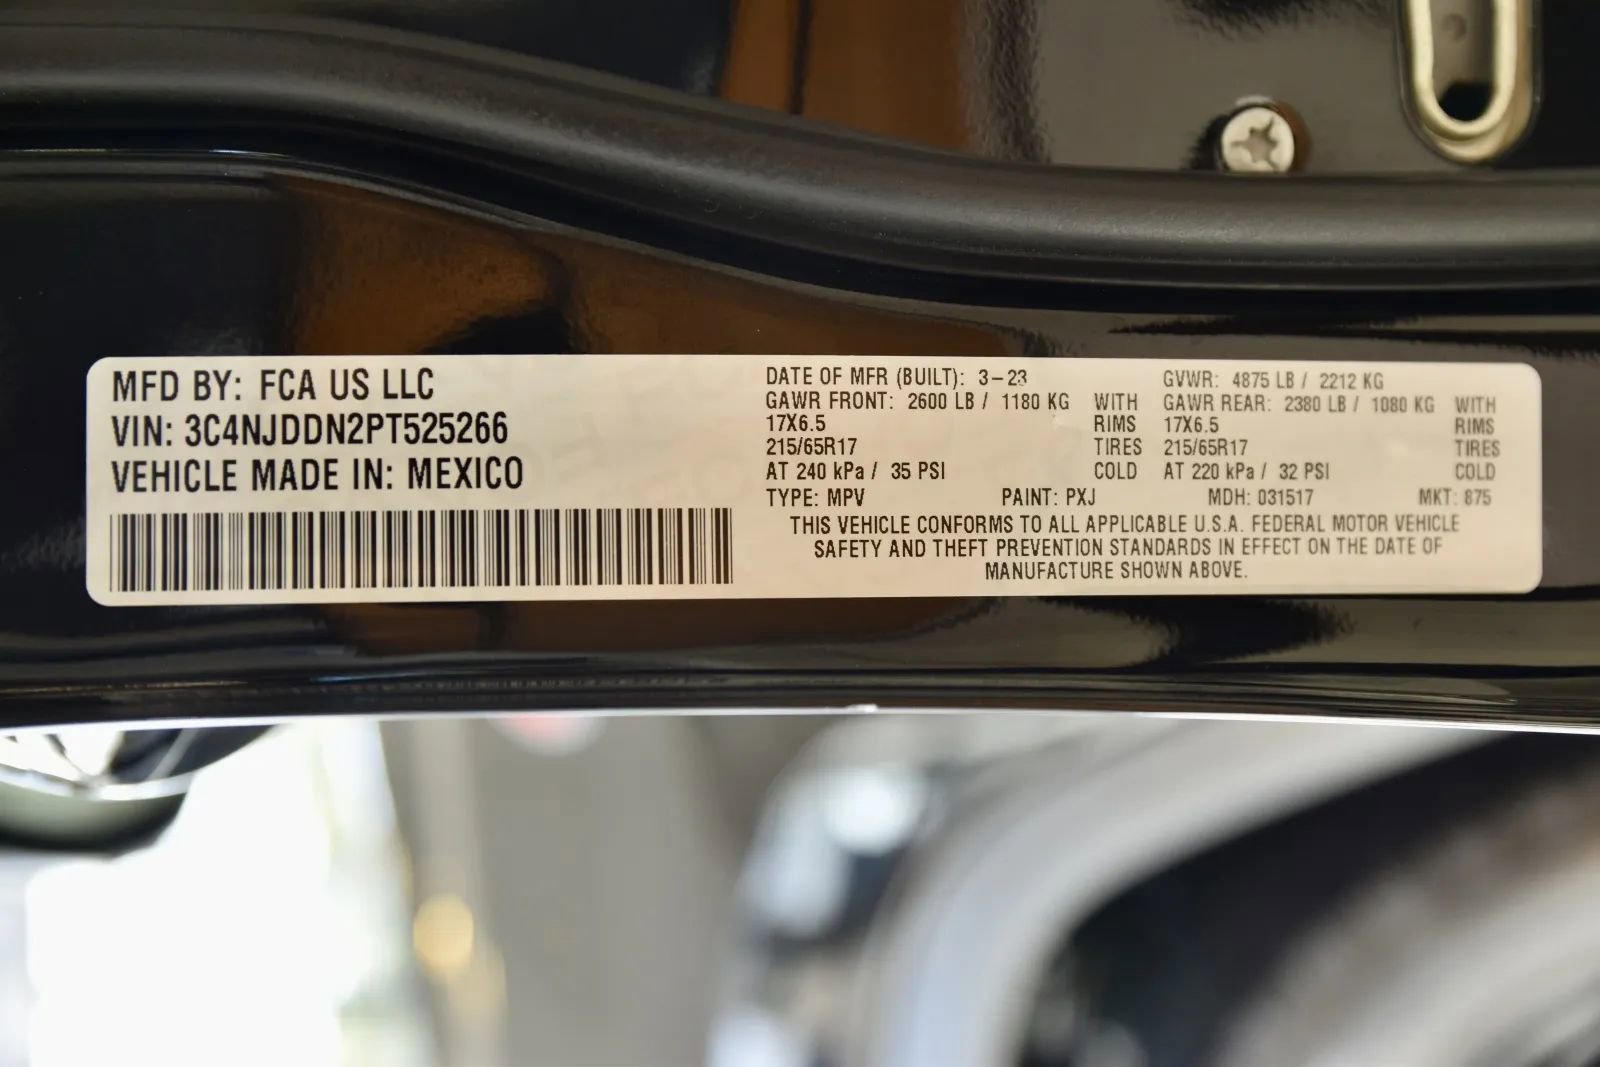 MFD BY: FCA US LLC
VIN: 3C4NJDDN2PT525266
VEHICLE MADE IN: MEXICO
DATE OF MFR (BUILT): 3-23 GVWR: 4875 LB / 2212 KG
GAWR FRONT: 2600 LB / 1180 KG WITH GAWR REAR: 2380 LB / 1080 KG WITH
17X6.5 RIMS 17X6.5 RIMS
215/65R17 TIRES 215/65R17 TIRES
AT 240 kPa / 35 PSI COLD AT 220 kPa / 32 PSI COLD
TYPE: MPV PAINT: PXJ MDH: 031517 MKT: 875
THIS VEHICLE CONFORMS TO ALL APPLICABLE U.S.A. FEDERAL MOTOR VEHICLE
SAFETY AND THEFT PREVENTION STANDARDS IN EFFECT ON THE DATE OF
MANUFACTURE SHOWN ABOVE.